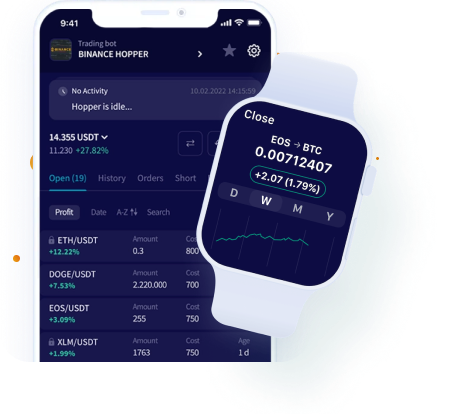 9:41
Trading bot
BINANCE
BINANCE HOPPER
No Activity 10.02.2022 14:15:59
Hopper is idle...
14.355 USDT
11.230 +27.82%
Open (19) History Orders Short
Profit Date A-Z Search
ETH/USDT Amount
+12.22% 0.3 800
DOGE/USDT Amount Cost
+7.53% 2.220.000 700
EOS/USDT Amount Cost
+3.09% 255 750
XLM/USDT Amount Cost Age
+1.99% 1763 750 1 d
Close
EOS → BTC
0.00712407
+2.07 (1.79%)
D W M Y